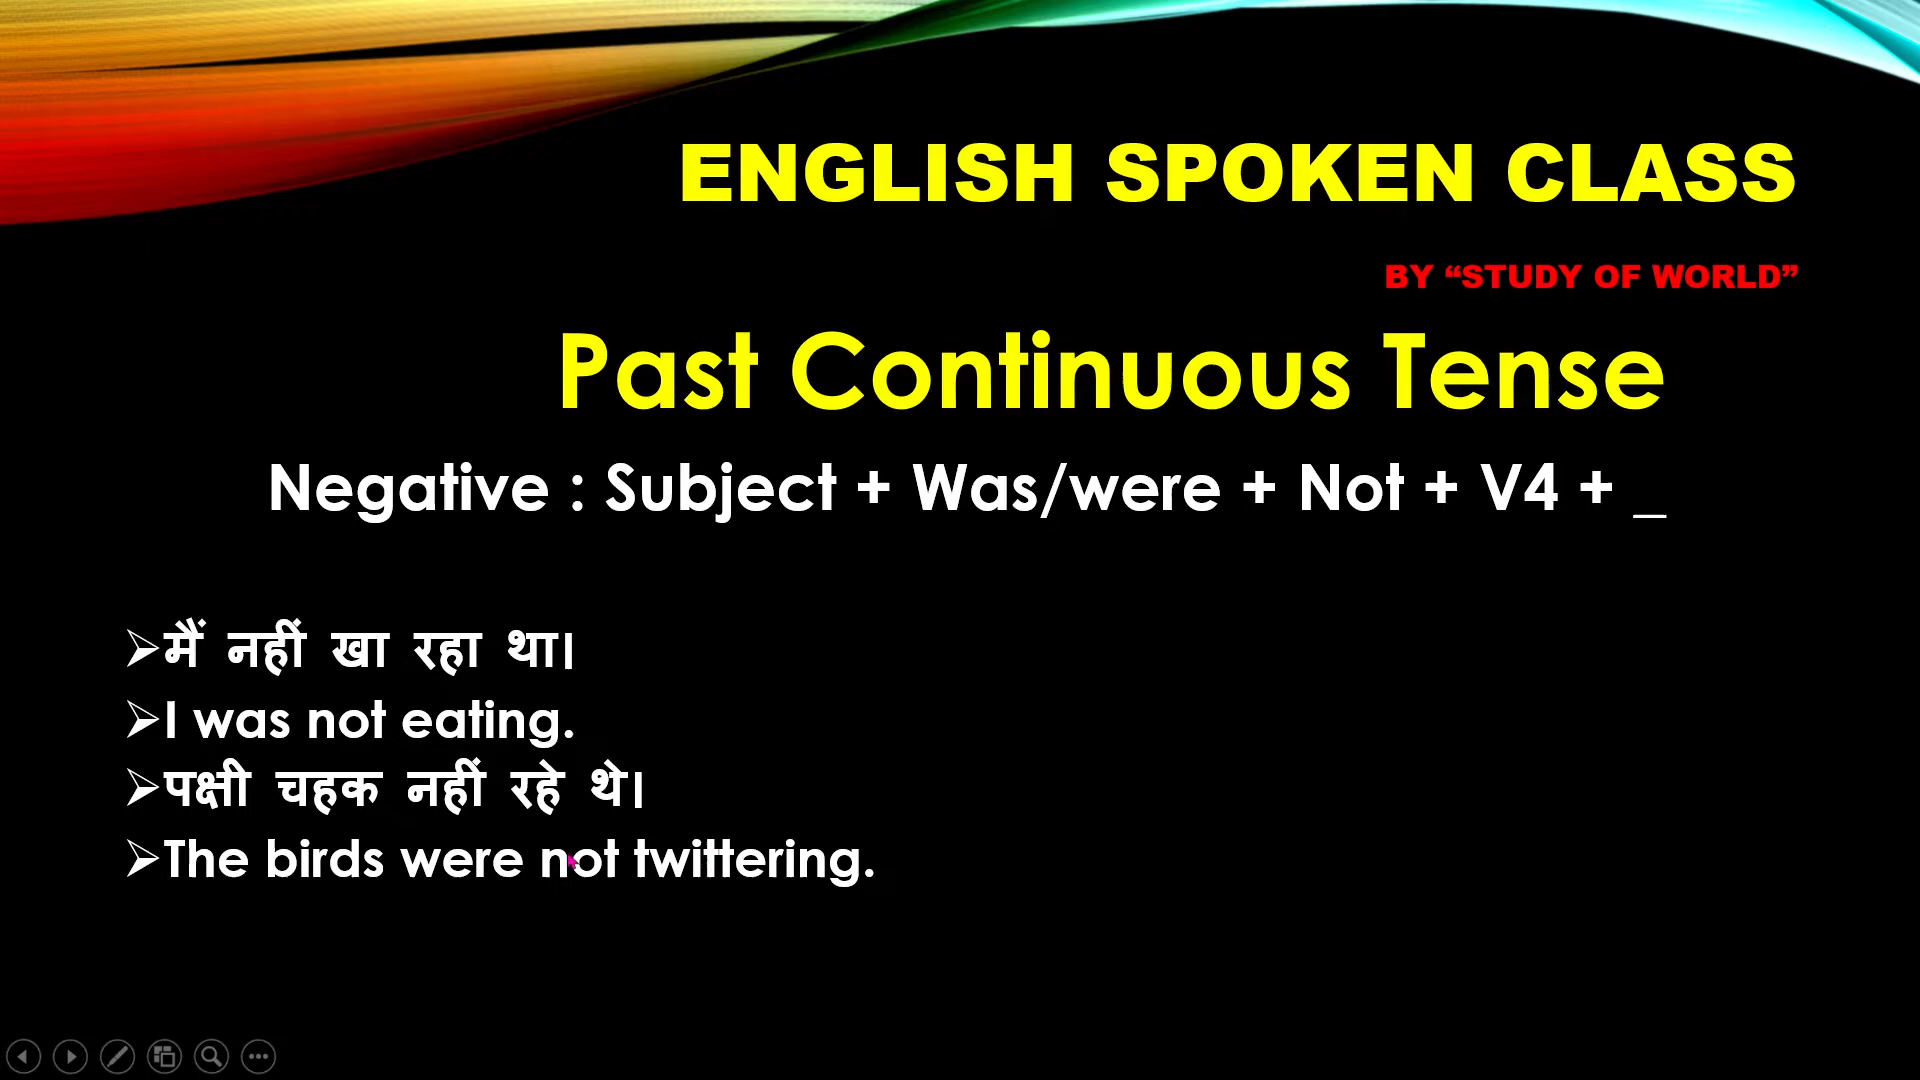 ENGLISH SPOKEN CLASS
BY “STUDY OF WORLD”
Past Continuous Tense
Negative : Subject + Was/were + Not + V4 + _
➢मैं नहीं खा रहा था।
➢I was not eating.
➢पक्षी चहक नहीं रहे थे।
➢The birds were not twittering.